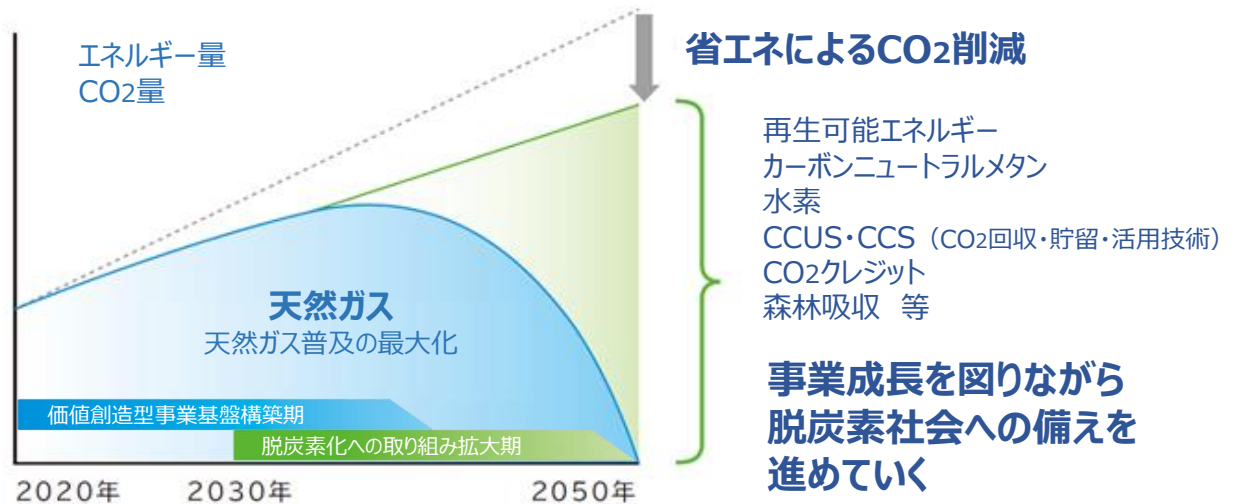 エネルギー量
CO2量
省エネによるCO2削減
再生可能エネルギー
カーボンニュートラルメタン
水素
CCUS・CCS（CO2回収・貯留・活用技術）
CO2クレジット
森林吸収　等
天然ガス
天然ガス普及の最大化
事業成長を図りながら
脱炭素社会への備えを
進めていく
価値創造型事業基盤構築期
脱炭素化への取り組み拡大期
2020年
2030年
2050年